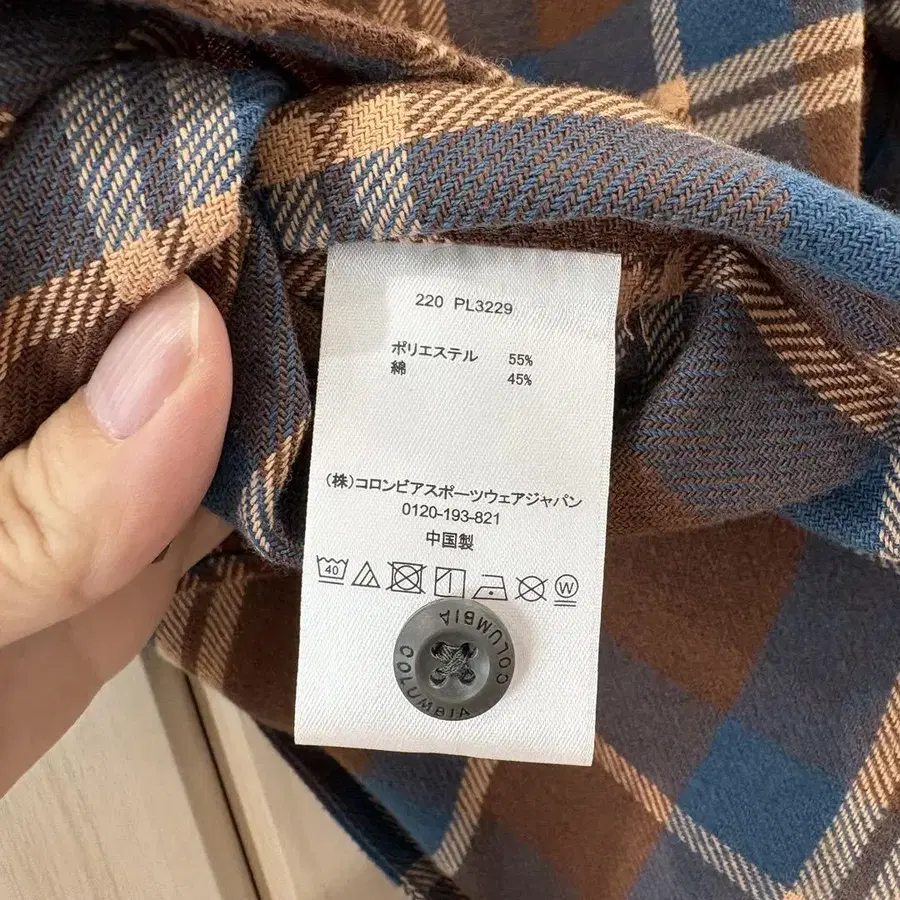 220 PL3229
ポリエステル 55%
綿 45%
(株)コロンビアスポーツウェアジャパン
0120-193-821
中国製
40
W
COLUMBIA
COLUMBIA